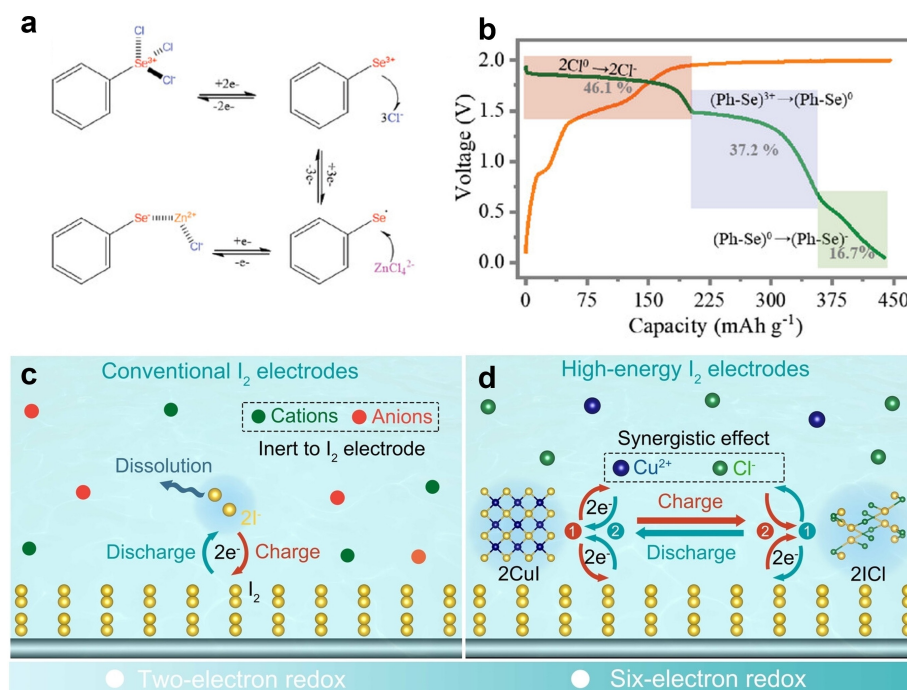 a
Cl
Cl
Se³⁺
Cl⁻
+2e-
-2e-
Se³⁺
3Cl⁻
-3e-
+3e-
Se⁻
Zn²⁺
Cl⁻
+e-
-e-
Se·
ZnCl₄²⁻
b
2Cl⁰→2Cl⁻
46.1 %
(Ph-Se)³⁺→(Ph-Se)⁰
37.2 %
(Ph-Se)⁰→(Ph-Se)⁻
16.7%
Voltage (V)
2.0
1.5
1.0
0.5
0.0
0 75 150 225 300 375 450
Capacity (mAh g⁻¹)
c
Conventional I₂ electrodes
Cations Anions
Inert to I₂ electrode
Dissolution
2I⁻
Discharge
2e⁻
Charge
I₂
d
High-energy I₂ electrodes
Synergistic effect
Cu²⁺ Cl⁻
2e⁻
1
2
2e⁻
2CuI
Charge
Discharge
2
1
2e⁻
2ICl
Two-electron redox
Six-electron redox